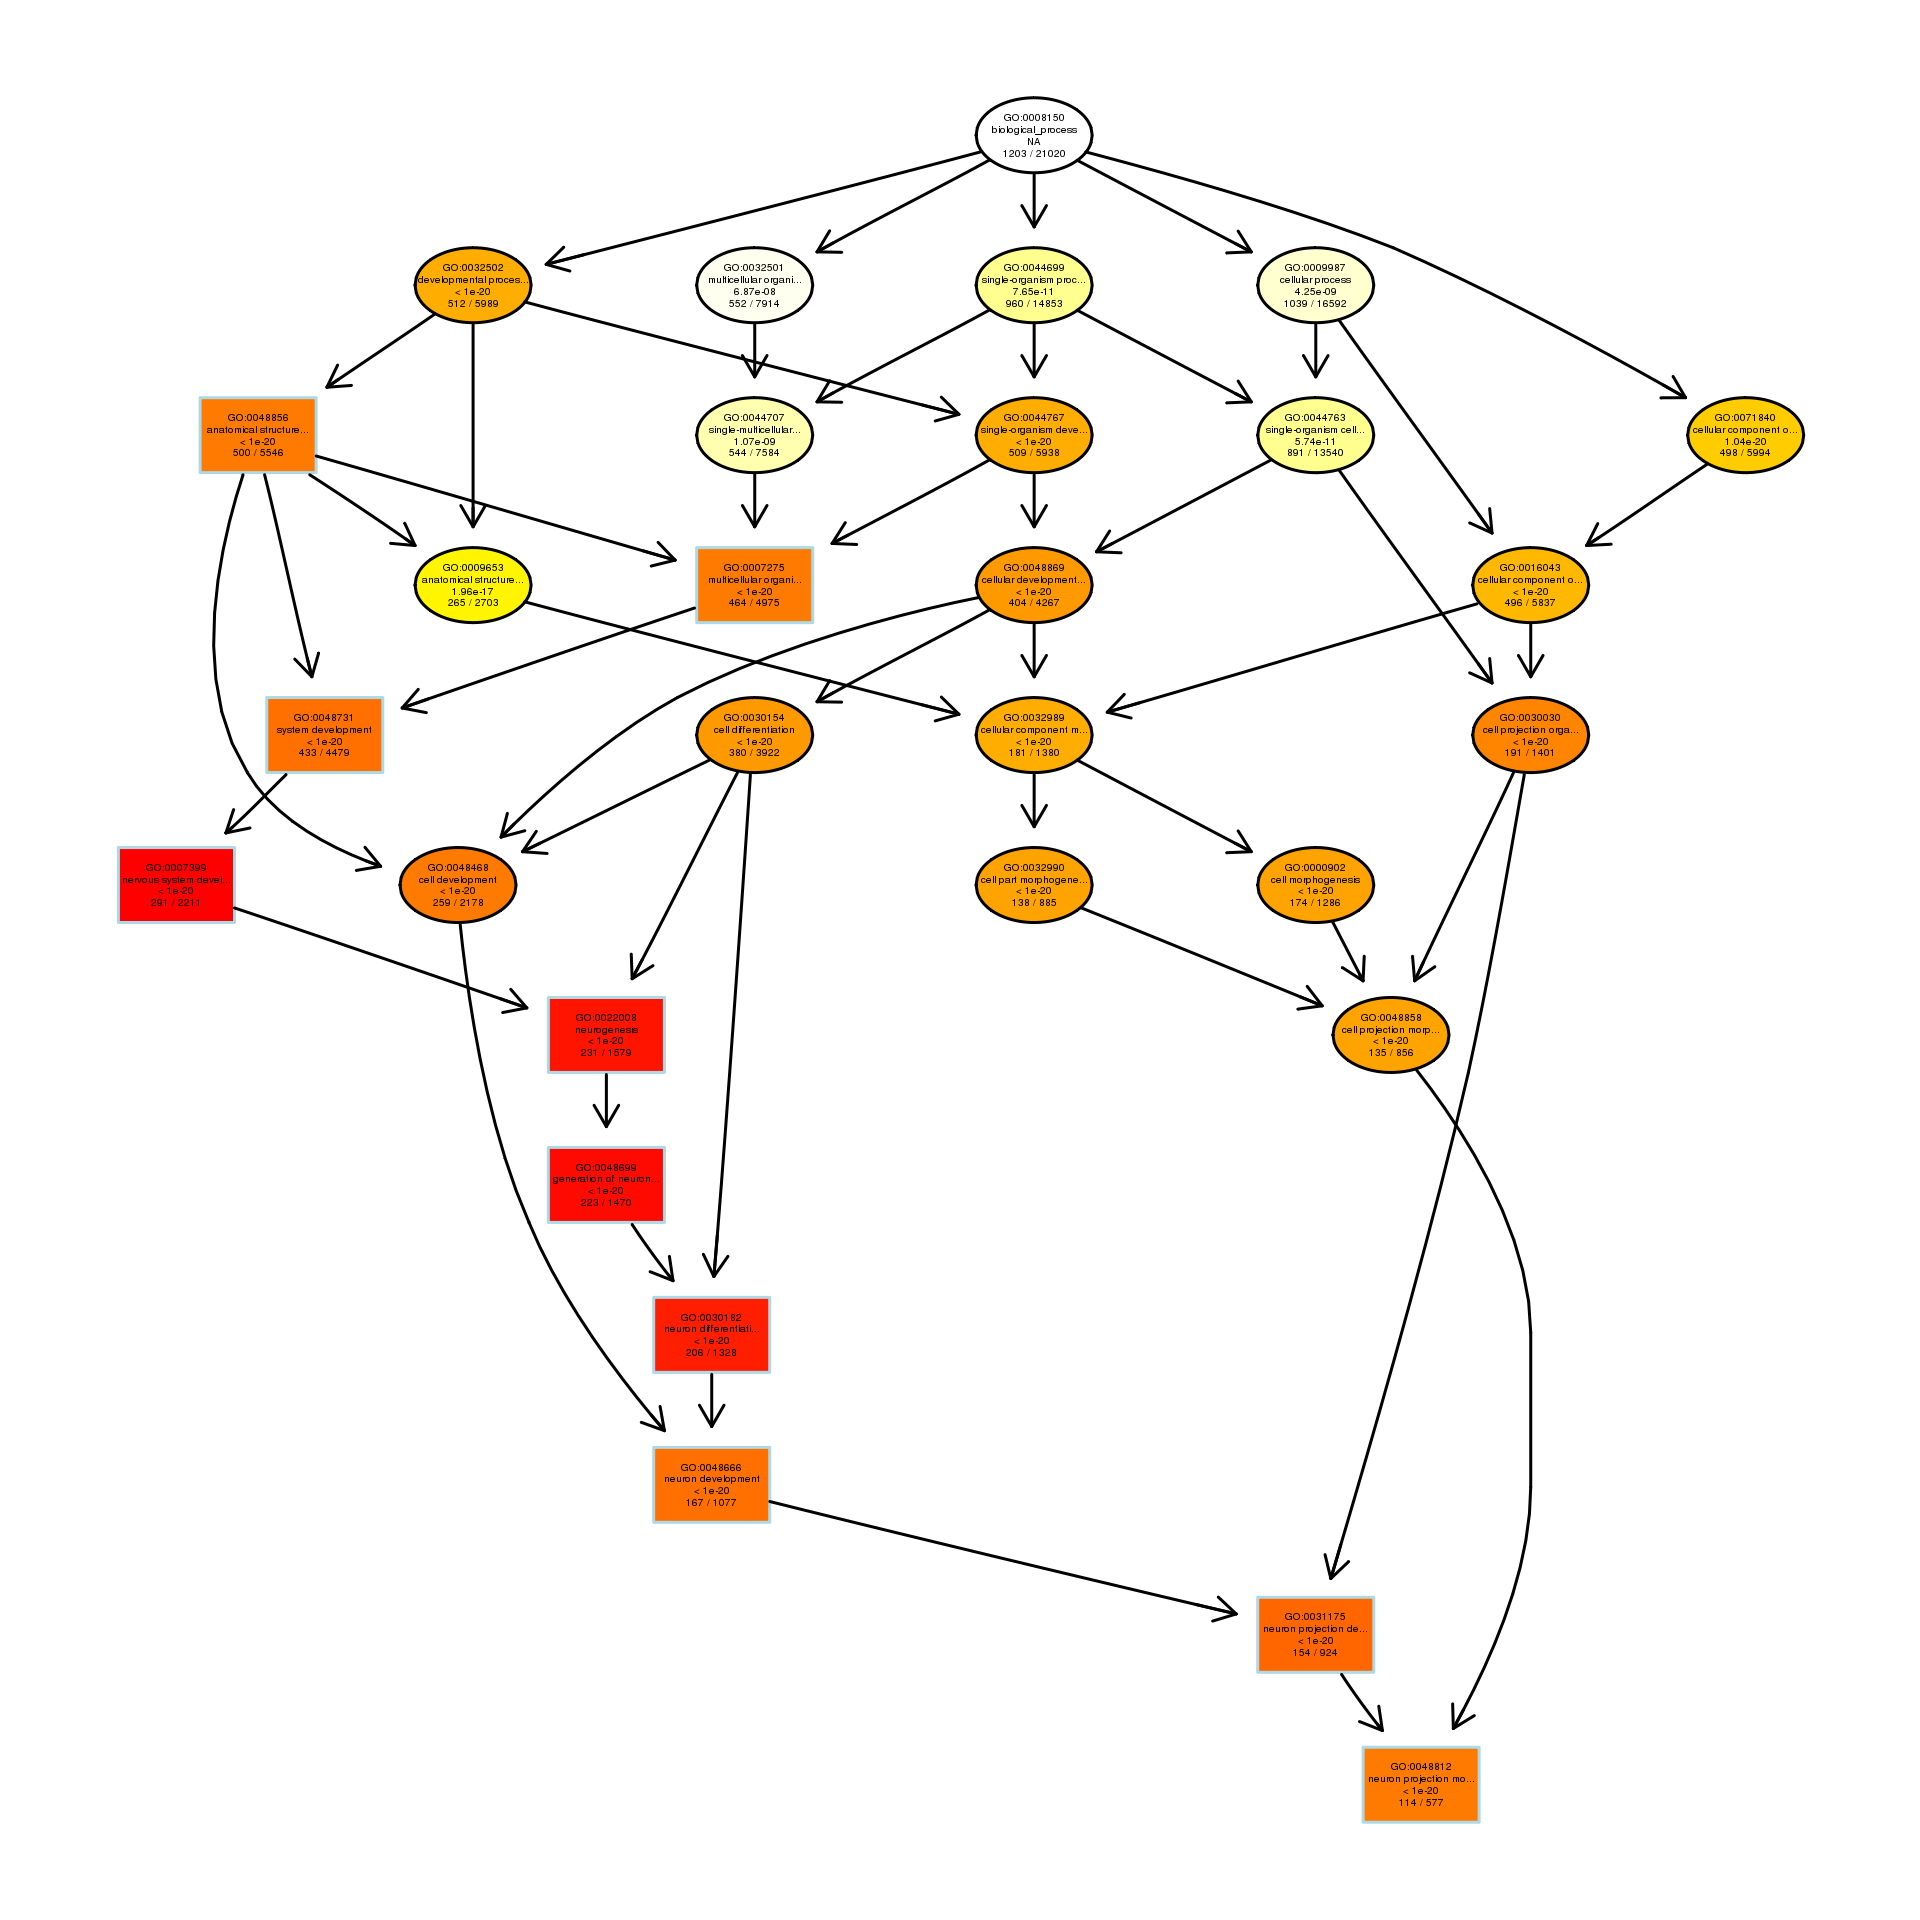 GO:0008150
biological_process
NA
1203 / 21020
GO:0032502
developmental proces...
< 1e-20
512 / 5989
GO:0032501
multicellular organi...
6.87e-08
552 / 7914
GO:0044699
single-organism proc...
7.65e-11
960 / 14853
GO:0009987
cellular process
4.25e-09
1039 / 16592
GO:0048856
anatomical structure...
< 1e-20
500 / 5546
GO:0044707
single-multicellular...
1.07e-09
544 / 7584
GO:0044767
single-organism deve...
< 1e-20
509 / 5938
GO:0044763
single-organism cell...
5.74e-11
891 / 13540
GO:0071840
cellular component o...
1.04e-20
498 / 5994
GO:0009653
anatomical structure...
1.96e-17
265 / 2703
GO:0007275
multicellular organi...
< 1e-20
464 / 4975
GO:0048869
cellular development...
< 1e-20
404 / 4267
GO:0016043
cellular component o...
< 1e-20
496 / 5837
GO:0048731
system development
< 1e-20
433 / 4479
GO:0030154
cell differentiation
< 1e-20
380 / 3922
GO:0032989
cellular component m...
< 1e-20
181 / 1380
GO:0030030
cell projection orga...
< 1e-20
191 / 1401
GO:0007399
nervous system devel...
< 1e-20
291 / 2211
GO:0048468
cell development
< 1e-20
259 / 2178
GO:0032990
cell part morphogene...
< 1e-20
138 / 885
GO:0000902
cell morphogenesis
< 1e-20
174 / 1286
GO:0022008
neurogenesis
< 1e-20
231 / 1579
GO:0048858
cell projection morp...
< 1e-20
135 / 856
GO:0048699
generation of neuron...
< 1e-20
223 / 1470
GO:0030182
neuron differentiati...
< 1e-20
206 / 1328
GO:0048666
neuron development
< 1e-20
167 / 1077
GO:0031175
neuron projection de...
< 1e-20
154 / 924
GO:0048812
neuron projection mo...
< 1e-20
114 / 577